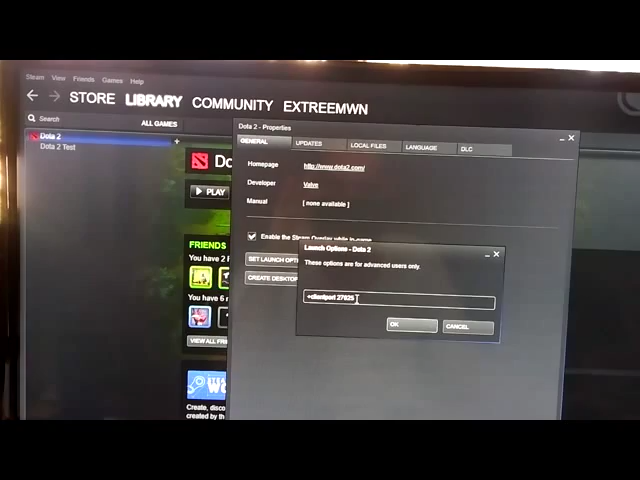 Steam View Friends Games Help
STORE LIBRARY COMMUNITY EXTREEMWN
Search
ALL GAMES
Dota 2
Dota 2 Test
Do
PLAY
FRIENDS
You have 2
You have 6
VIEW ALL FRI
Create, disco
created by th
Dota 2 - Properties
GENERAL UPDATES LOCAL FILES LANGUAGE DLC
Homepage http://www.dota2.com/
Developer Valve
Manual [ none available ]
Enable the Steam Overlay while in-game
SET LAUNCH OPTI
CREATE DESKTOP
Launch Options - Dota 2
These options are for advanced users only.
+clientport 27025
OK CANCEL